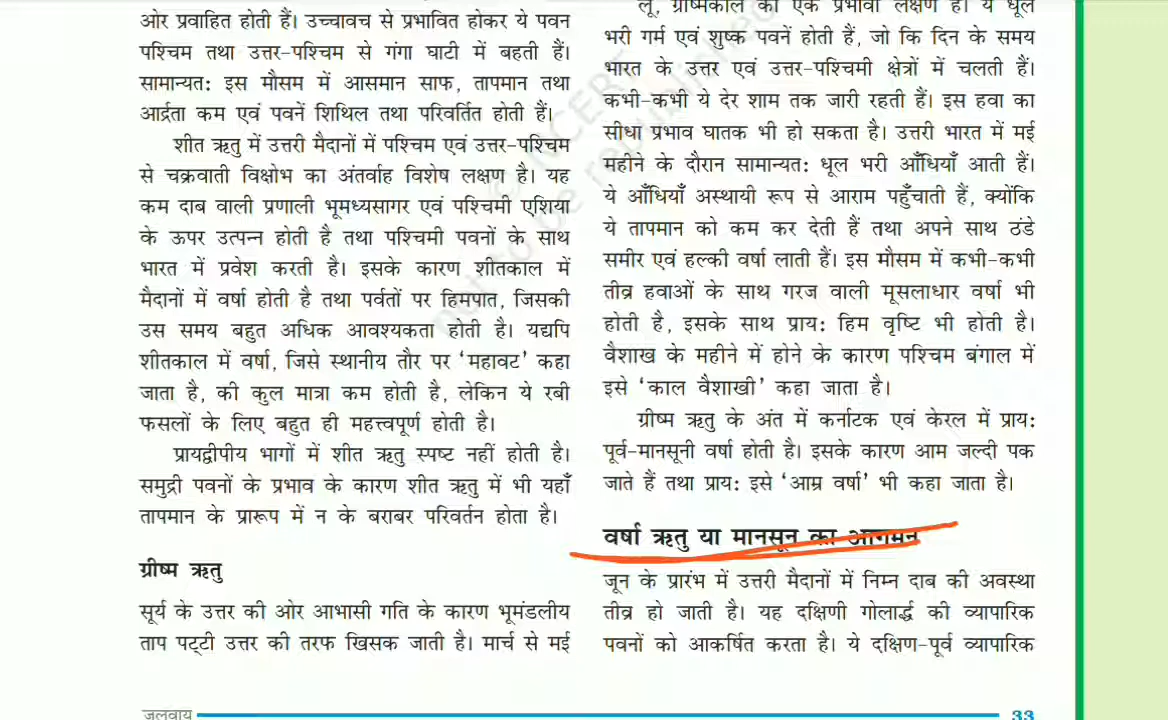 ओर प्रवाहित होती हैं। उच्चावच से प्रभावित होकर ये पवन
पश्चिम तथा उत्तर-पश्चिम से गंगा घाटी में बहती हैं।
सामान्यत: इस मौसम में आसमान साफ, तापमान तथा
आर्द्रता कम एवं पवनें शिथिल तथा परिवर्तित होती हैं।
शीत ऋतु में उत्तरी मैदानों में पश्चिम एवं उत्तर-पश्चिम
से चक्रवाती विक्षोभ का अंतर्वाह विशेष लक्षण है। यह
कम दाब वाली प्रणाली भूमध्यसागर एवं पश्चिमी एशिया
के ऊपर उत्पन्न होती है तथा पश्चिमी पवनों के साथ
भारत में प्रवेश करती है। इसके कारण शीतकाल में
मैदानों में वर्षा होती है तथा पर्वतों पर हिमपात, जिसकी
उस समय बहुत अधिक आवश्यकता होती है। यद्यपि
शीतकाल में वर्षा, जिसे स्थानीय तौर पर ‘महावट’ कहा
जाता है, की कुल मात्रा कम होती है, लेकिन ये रबी
फसलों के लिए बहुत ही महत्त्वपूर्ण होती है।
प्रायद्वीपीय भागों में शीत ऋतु स्पष्ट नहीं होती है।
समुद्री पवनों के प्रभाव के कारण शीत ऋतु में भी यहाँ
तापमान के प्रारूप में न के बराबर परिवर्तन होता है।
ग्रीष्म ऋतु
सूर्य के उत्तर की ओर आभासी गति के कारण भूमंडलीय
ताप पट्टी उत्तर की तरफ खिसक जाती है। मार्च से मई
लू, ग्रीष्मकाल का एक प्रभावी लक्षण है। ये धूल
भरी गर्म एवं शुष्क पवनें होती हैं, जो कि दिन के समय
भारत के उत्तर एवं उत्तर-पश्चिमी क्षेत्रों में चलती हैं।
कभी-कभी ये देर शाम तक जारी रहती हैं। इस हवा का
सीधा प्रभाव घातक भी हो सकता है। उत्तरी भारत में मई
महीने के दौरान सामान्यत: धूल भरी आँधियाँ आती हैं।
ये आँधियाँ अस्थायी रूप से आराम पहुँचाती हैं, क्योंकि
ये तापमान को कम कर देती हैं तथा अपने साथ ठंडे
समीर एवं हल्की वर्षा लाती हैं। इस मौसम में कभी-कभी
तीव्र हवाओं के साथ गरज वाली मूसलाधार वर्षा भी
होती है, इसके साथ प्राय: हिम वृष्टि भी होती है।
वैशाख के महीने में होने के कारण पश्चिम बंगाल में
इसे ‘काल वैशाखी’ कहा जाता है।
ग्रीष्म ऋतु के अंत में कर्नाटक एवं केरल में प्राय:
पूर्व-मानसूनी वर्षा होती है। इसके कारण आम जल्दी पक
जाते हैं तथा प्राय: इसे ‘आम्र वर्षा’ भी कहा जाता है।
वर्षा ऋतु या मानसून का आगमन
जून के प्रारंभ में उत्तरी मैदानों में निम्न दाब की अवस्था
तीव्र हो जाती है। यह दक्षिणी गोलार्द्ध की व्यापारिक
पवनों को आकर्षित करता है। ये दक्षिण-पूर्व व्यापारिक
© NCERT
not to be republished
जलवायु
33